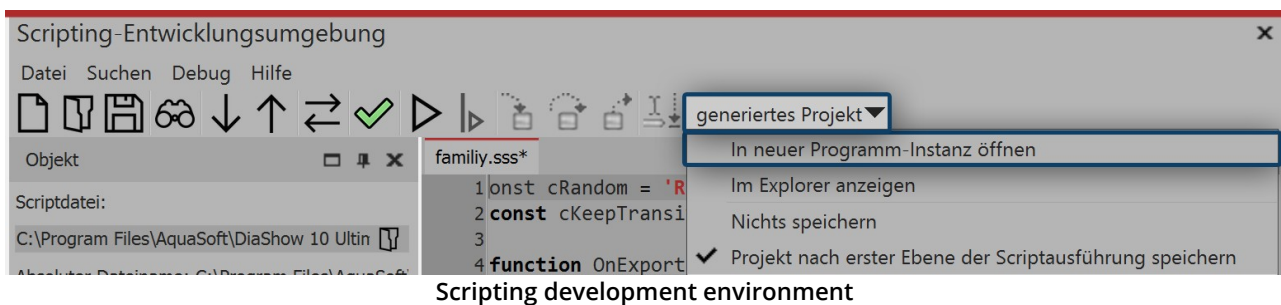 Scripting-Entwicklungsumgebung
Datei Suchen Debug Hilfe
generiertes Projekt
In neuer Programm-Instanz öffnen
Im Explorer anzeigen
Nichts speichern
Projekt nach erster Ebene der Scriptausführung speichern
Objekt
Scriptdatei:
C:\Program Files\AquaSoft\DiaShow 10 Ultin
familiy.sss*
1 onst cRandom = 'R
2 const cKeepTransi
3
4 function OnExport
Scripting development environment